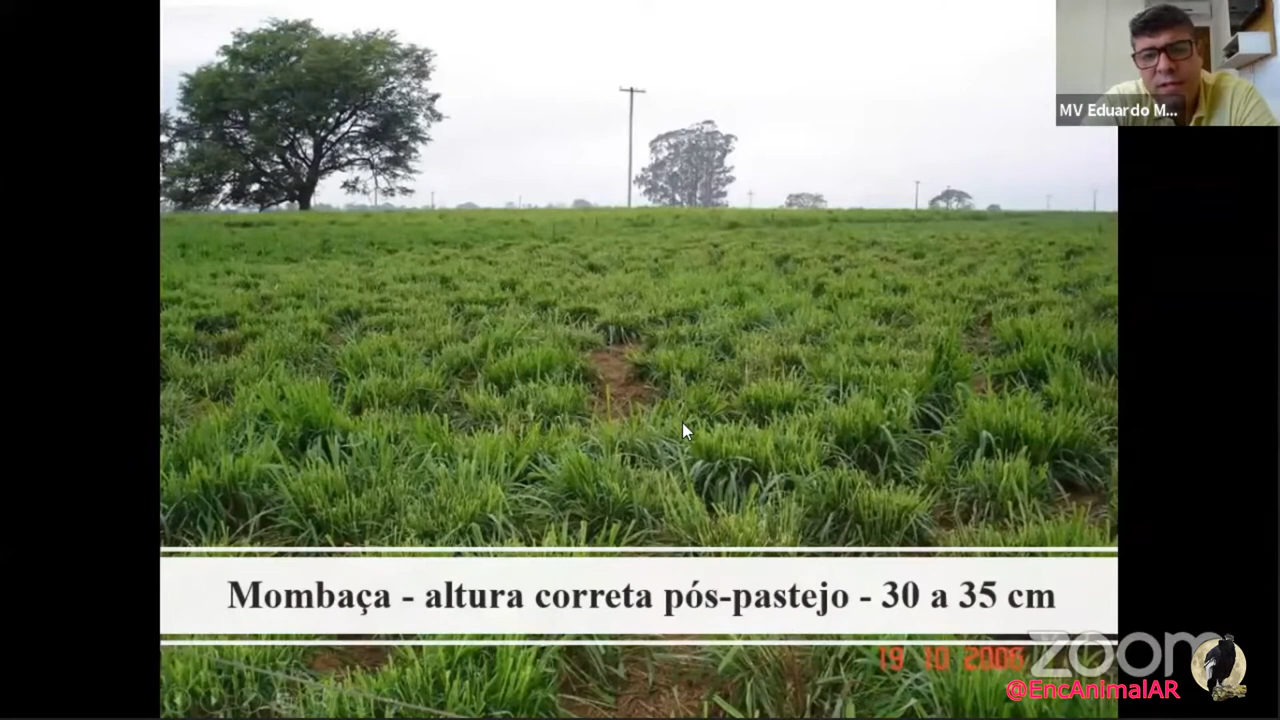 MV Eduardo M...
Mombaça - altura correta pós-pastejo - 30 a 35 cm
19 10 2006
zoom
@EncAnimalAR